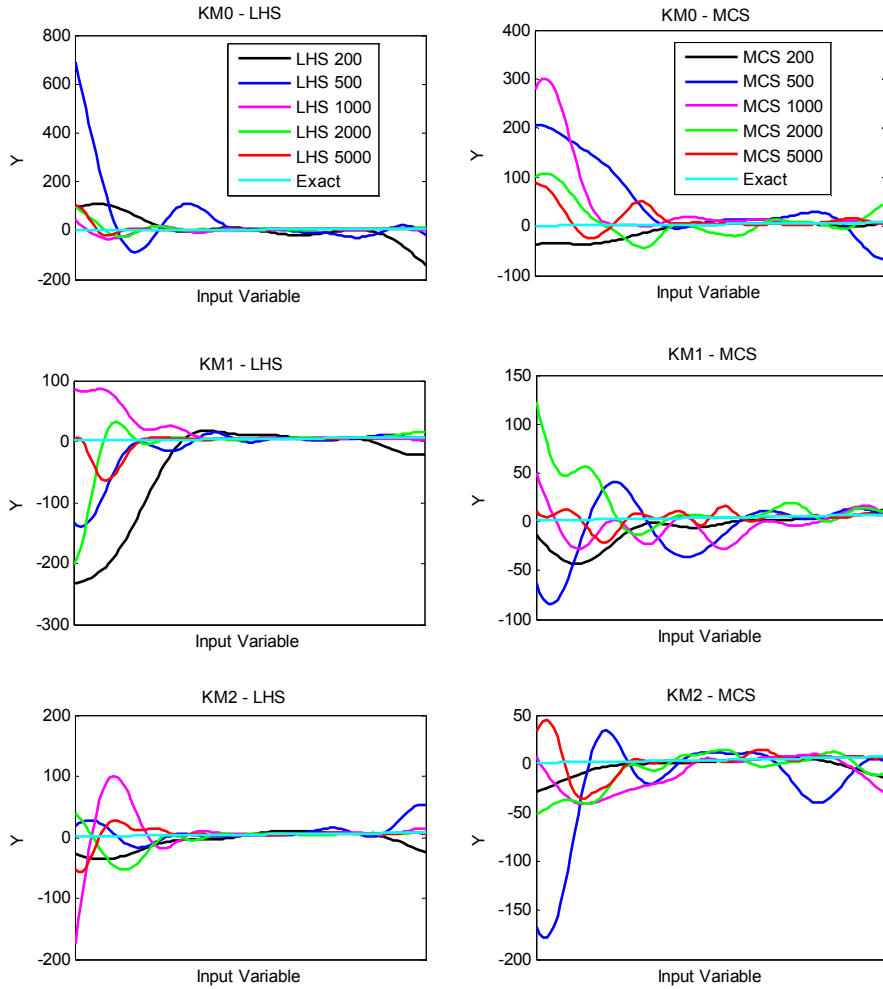 KM0 - LHS
800
600
400
200
0
-200
Y
Input Variable
LHS 200
LHS 500
LHS 1000
LHS 2000
LHS 5000
Exact
KM0 - MCS
400
300
200
100
0
-100
Y
Input Variable
MCS 200
MCS 500
MCS 1000
MCS 2000
MCS 5000
Exact
KM1 - LHS
100
0
-100
-200
-300
Y
Input Variable
KM1 - MCS
150
100
50
0
-50
-100
Y
Input Variable
KM2 - LHS
200
100
0
-100
-200
Y
Input Variable
KM2 - MCS
50
0
-50
-100
-150
-200
Y
Input Variable